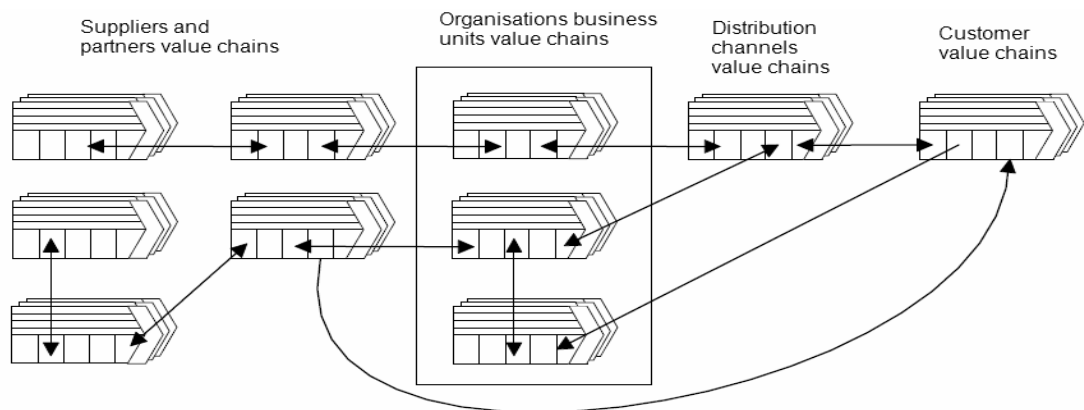 Suppliers and
partners value chains
Organisations business
units value chains
Distribution
channels
value chains
Customer
value chains